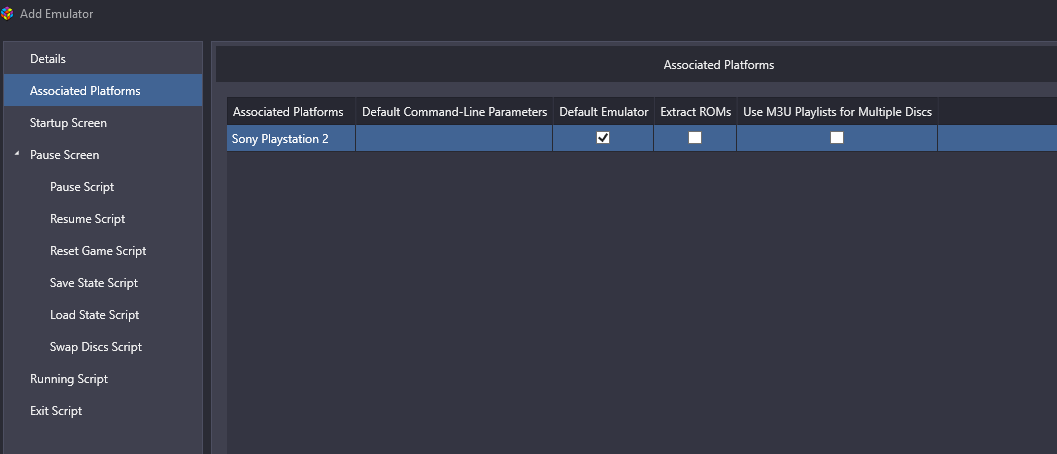 Add Emulator
Details
Associated Platforms
Startup Screen
Pause Screen
Pause Script
Resume Script
Reset Game Script
Save State Script
Load State Script
Swap Discs Script
Running Script
Exit Script
Associated Platforms
Associated Platforms Default Command-Line Parameters Default Emulator Extract ROMs Use M3U Playlists for Multiple Discs
Sony Playstation 2